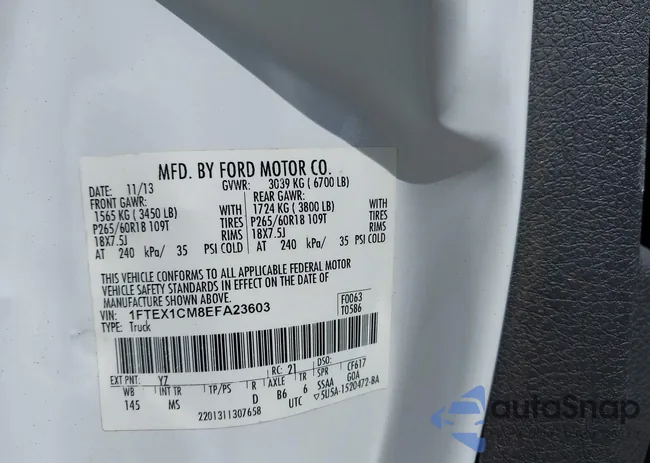 MFD. BY FORD MOTOR CO.
DATE: 11/13 GVWR: 3039 KG ( 6700 LB)
FRONT GAWR: REAR GAWR:
1565 KG ( 3450 LB) WITH 1724 KG ( 3800 LB) WITH
P265/60R18 109T TIRES P265/60R18 109T TIRES
18X7.5J RIMS 18X7.5J RIMS
AT 240 kPa/ 35 PSI COLD AT 240 kPa/ 35 PSI COLD
THIS VEHICLE CONFORMS TO ALL APPLICABLE FEDERAL MOTOR
VEHICLE SAFETY STANDARDS IN EFFECT ON THE DATE OF
MANUFACTURE SHOWN ABOVE.
VIN: 1FTEX1CM8EFA23603 F0063
TYPE: Truck T0586
EXT PNT: YZ RC: 21 DSO:
WB INT TR TP/PS R AXLE TR SPR CF617
145 MS D B6 6 SSAA GOA
2201311307658 UTC 5U5A-1520472-BA
autoSnap